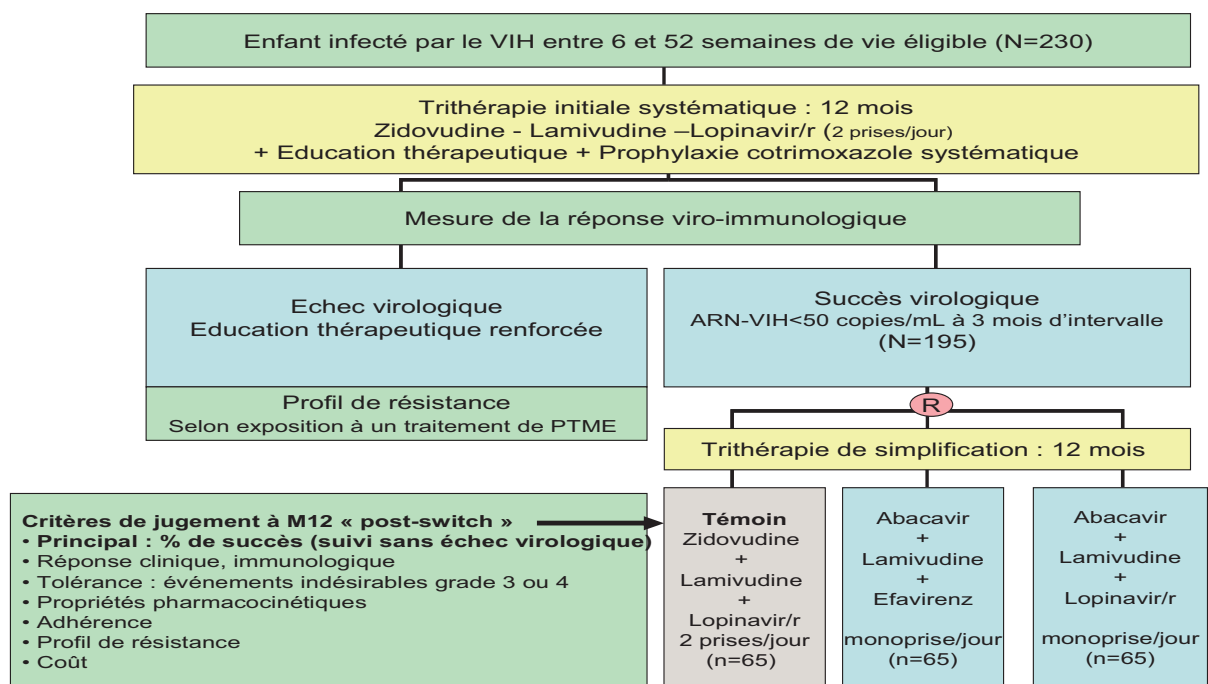 Enfant infecté par le VIH entre 6 et 52 semaines de vie éligible (N=230)
Trithérapie initiale systématique : 12 mois
Zidovudine - Lamivudine –Lopinavir/r (2 prises/jour)
+ Education thérapeutique + Prophylaxie cotrimoxazole systématique
Mesure de la réponse viro-immunologique
Echec virologique
Education thérapeutique renforcée
Profil de résistance
Selon exposition à un traitement de PTME
Succès virologique
ARN-VIH<50 copies/mL à 3 mois d’intervalle
(N=195)
R
Trithérapie de simplification : 12 mois
Critères de jugement à M12 « post-switch »
• Principal : % de succès (suivi sans échec virologique)
• Réponse clinique, immunologique
• Tolérance : événements indésirables grade 3 ou 4
• Propriétés pharmacocinétiques
• Adhérence
• Profil de résistance
• Coût
Témoin
Zidovudine
+
Lamivudine
+
Lopinavir/r
2 prises/jour
(n=65)
Abacavir
+
Lamivudine
+
Efavirenz
monoprise/jour
(n=65)
Abacavir
+
Lamivudine
+
Lopinavir/r
monoprise/jour
(n=65)